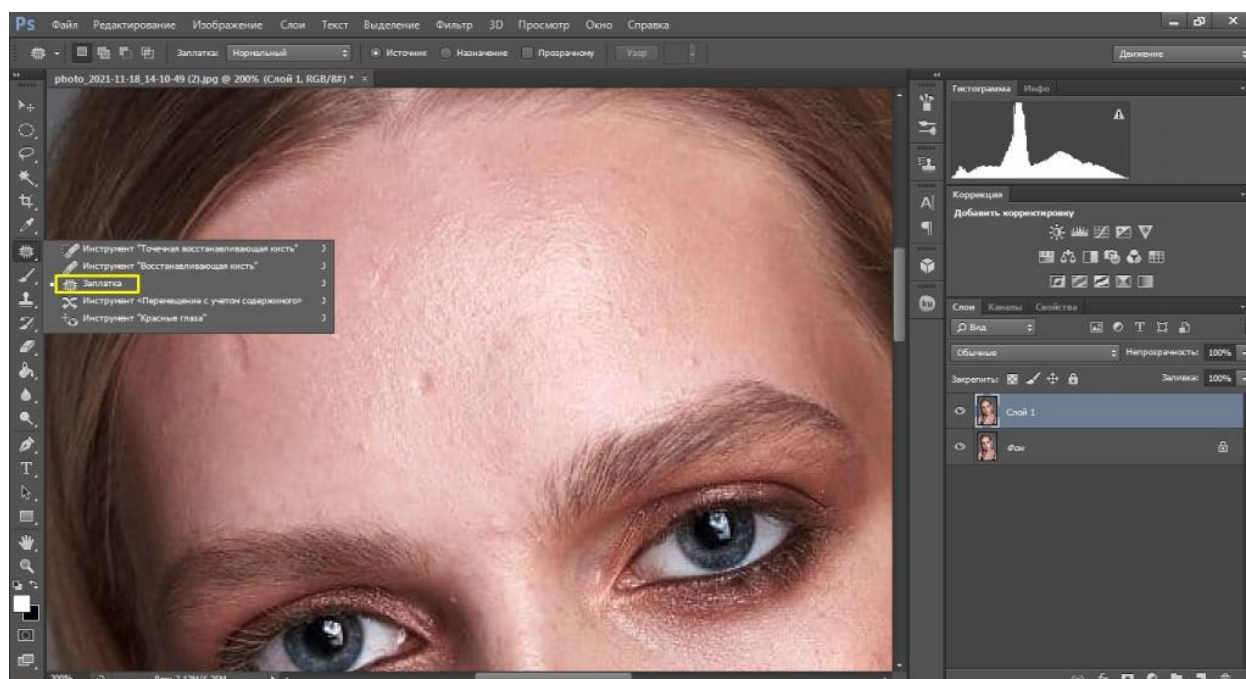 Ps Файл Редактирование Изображение Слои Текст Выделение Фильтр 3D Просмотр Окно Справка
Заплатка: Нормальный Источник Назначение Прозрачному Узор Движение
photo_2021-11-18_14-10-49 (2).jpg @ 200% (Слой 1, RGB/8#) * ×
Гистограмма Инфо
Коррекция
Добавить корректировку
Инструмент "Точечная восстанавливающая кисть" J
Инструмент "Восстанавливающая кисть" J
Заплатка J
Инструмент «Перемещение с учетом содержимого» J
Инструмент "Красные глаза" J
Слои Каналы Свойства
Вид
Обычные Непрозрачность: 100%
Закрепить: Заливка: 100%
Слой 1
Фон
200%